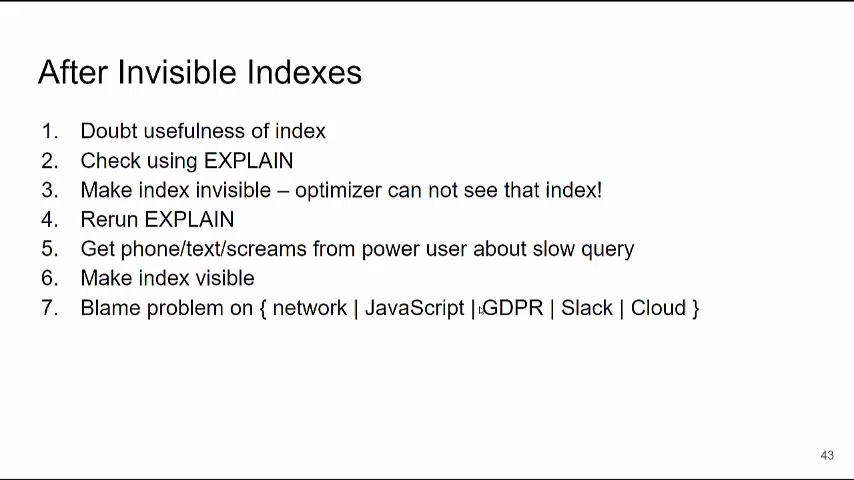 After Invisible Indexes
1. Doubt usefulness of index
2. Check using EXPLAIN
3. Make index invisible – optimizer can not see that index!
4. Rerun EXPLAIN
5. Get phone/text/screams from power user about slow query
6. Make index visible
7. Blame problem on { network | JavaScript | GDPR | Slack | Cloud }
43